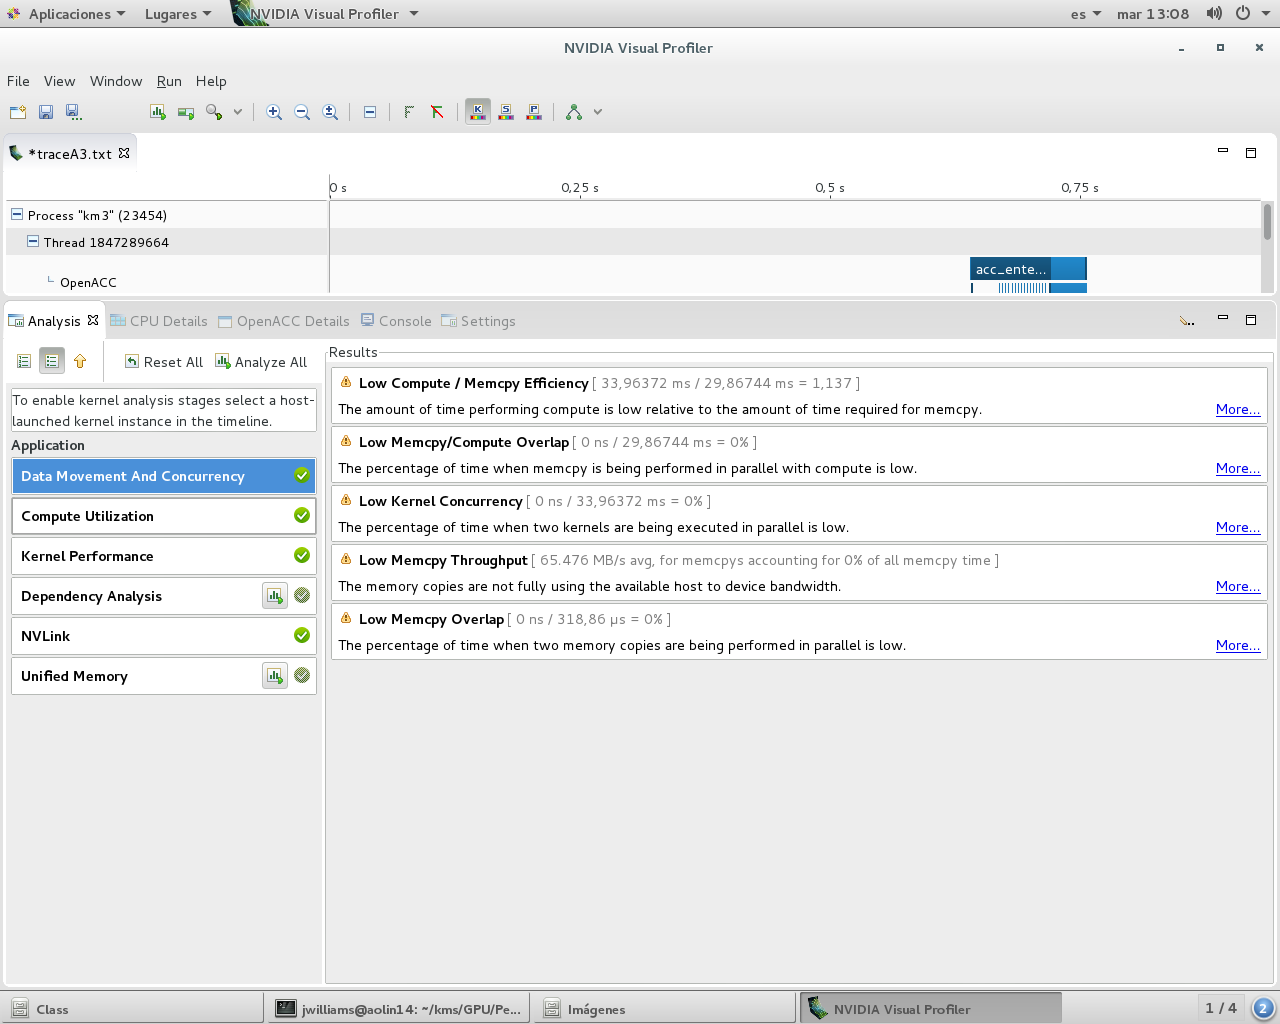 Aplicaciones Lugares NVIDIA Visual Profiler es mar 13:08
NVIDIA Visual Profiler
File View Window Run Help
K S P
*traceA3.txt
0 s 0,25 s 0,5 s 0,75 s
Process "km3" (23454)
Thread 1847289664
OpenACC
acc_ente...
Analysis CPU Details OpenACC Details Console Settings
Reset All Analyze All
To enable kernel analysis stages select a host-
launched kernel instance in the timeline.
Application
Data Movement And Concurrency
Compute Utilization
Kernel Performance
Dependency Analysis
NVLink
Unified Memory
Results
Low Compute / Memcpy Efficiency [ 33,96372 ms / 29,86744 ms = 1,137 ]
The amount of time performing compute is low relative to the amount of time required for memcpy. More...
Low Memcpy/Compute Overlap [ 0 ns / 29,86744 ms = 0% ]
The percentage of time when memcpy is being performed in parallel with compute is low. More...
Low Kernel Concurrency [ 0 ns / 33,96372 ms = 0% ]
The percentage of time when two kernels are being executed in parallel is low. More...
Low Memcpy Throughput [ 65.476 MB/s avg, for memcpys accounting for 0% of all memcpy time ]
The memory copies are not fully using the available host to device bandwidth. More...
Low Memcpy Overlap [ 0 ns / 318,86 µs = 0% ]
The percentage of time when two memory copies are being performed in parallel is low. More...
Class jwilliams@aolin14: ~/kms/GPU/Pe... Imágenes NVIDIA Visual Profiler 1 / 4 2